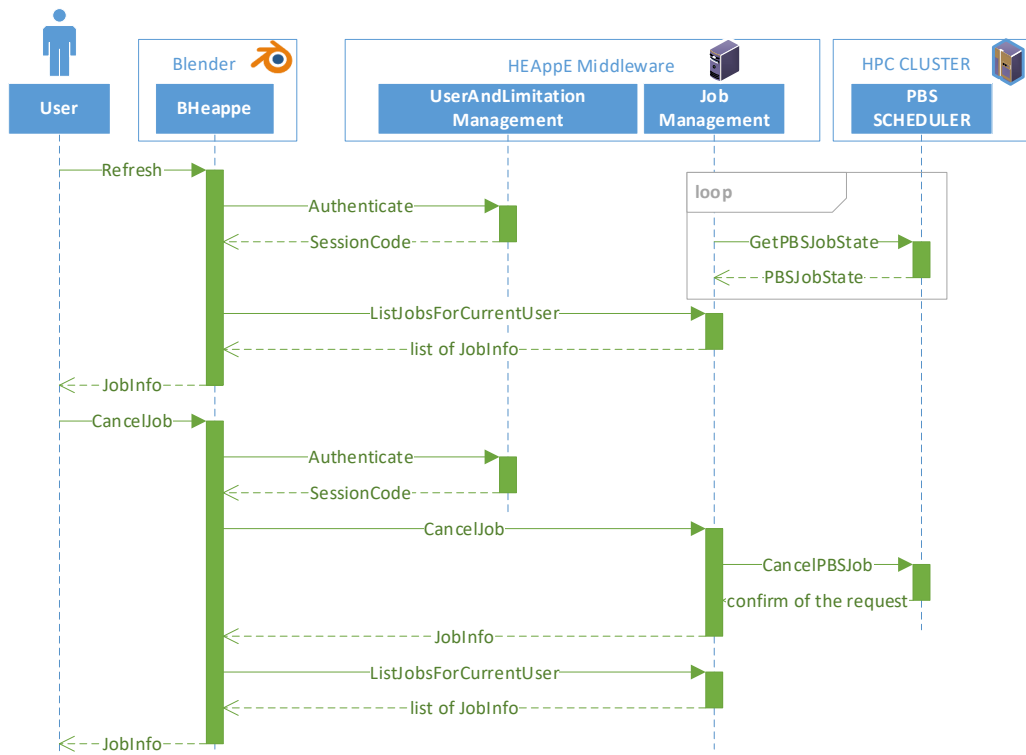 Blender
HEAppE Middleware
HPC CLUSTER
User
BHeappe
UserAndLimitation
Management
Job
Management
PBS
SCHEDULER
Refresh
loop
Authenticate
SessionCode
GetPBSJobState
PBSJobState
ListJobsForCurrentUser
list of JobInfo
JobInfo
CancelJob
Authenticate
SessionCode
CancelJob
CancelPBSJob
confirm of the request
JobInfo
ListJobsForCurrentUser
list of JobInfo
JobInfo